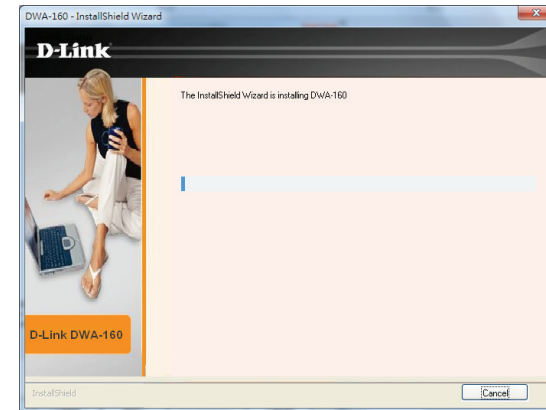 DWA-160 - InstallShield Wizard
D-Link
The InstallShield Wizard is installing DWA-160
D-Link DWA-160
InstallShield
Cancel